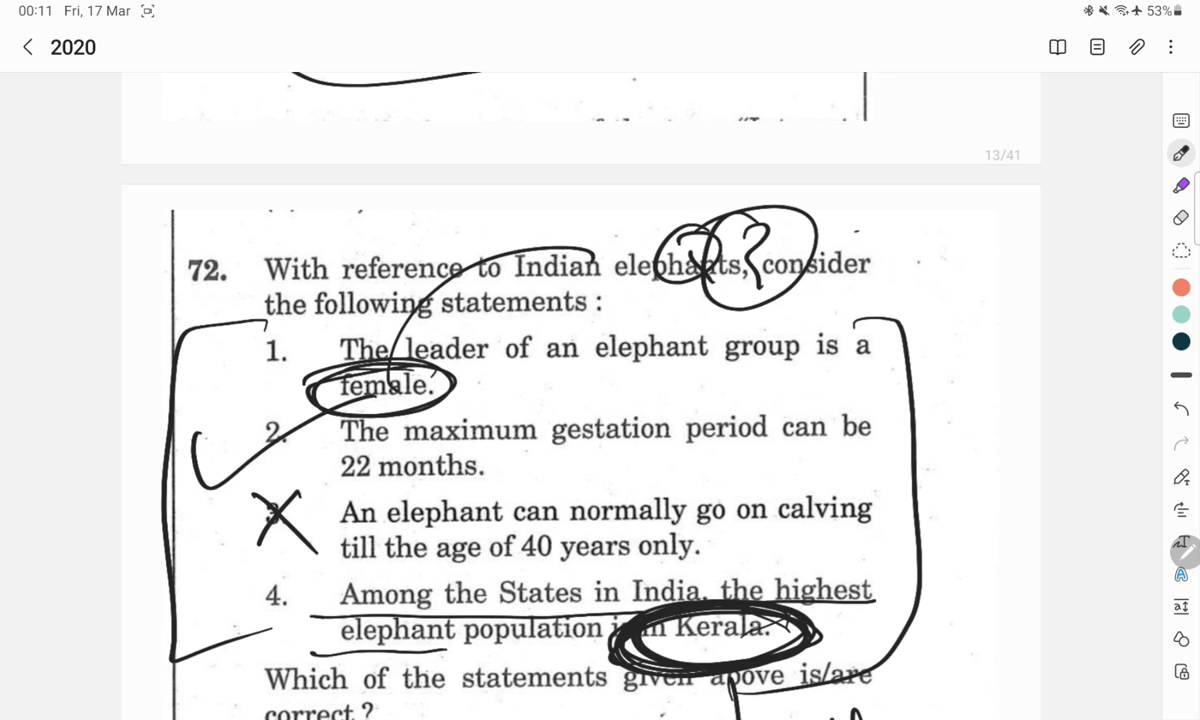 00:11 Fri, 17 Mar
53%
2020
13/41
72. With reference to Indian elephants, consider
the following statements :
1. The leader of an elephant group is a
female.
2. The maximum gestation period can be
22 months.
3. An elephant can normally go on calving
till the age of 40 years only.
4. Among the States in India, the highest
elephant population is in Kerala.
Which of the statements given above is/are
correct ?